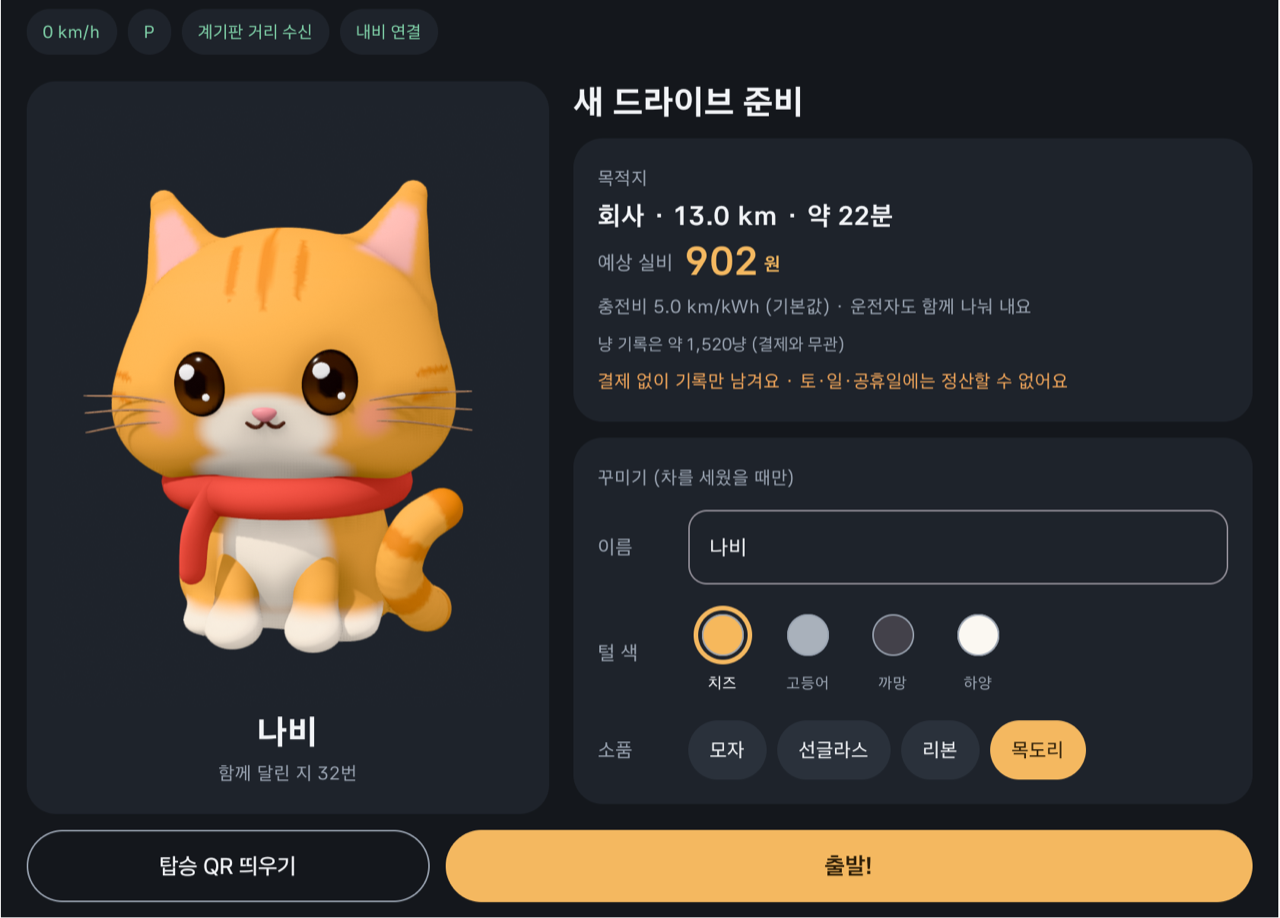 0 km/h P 계기판 거리 수신 내비 연결
새 드라이브 준비
목적지
회사 · 13.0 km · 약 22분
예상 실비 902 원
충전비 5.0 km/kWh (기본값) · 운전자도 함께 나눠 내요
냥 기록은 약 1,520냥 (결제와 무관)
결제 없이 기록만 남겨요 · 토·일·공휴일에는 정산할 수 없어요
꾸미기 (차를 세웠을 때만)
이름 나비
털 색
치즈 고등어 까망 하양
소품 모자 선글라스 리본 목도리
나비
함께 달린 지 32번
탑승 QR 띄우기 출발!